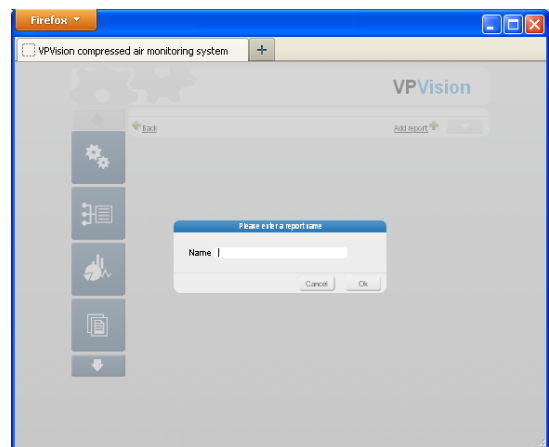 Firefox
VPVision compressed air monitoring system
VPVision
Back
Add report
Please enter a report name
Name
Cancel
Ok